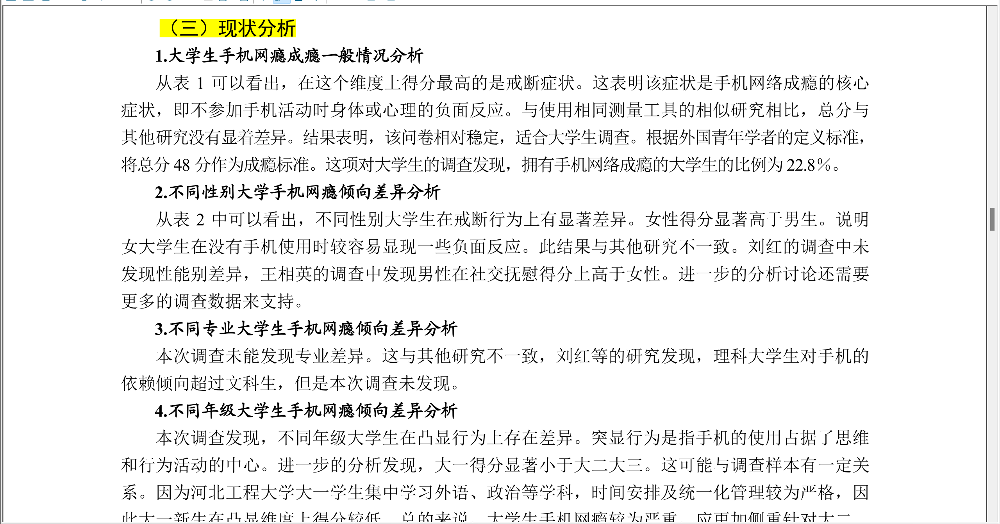 （三）现状分析
1.大学生手机网瘾成瘾一般情况分析
从表 1 可以看出，在这个维度上得分最高的是戒断症状。这表明该症状是手机网络成瘾的核心
症状，即不参加手机活动时身体或心理的负面反应。与使用相同测量工具的相似研究相比，总分与
其他研究没有显着差异。结果表明，该问卷相对稳定，适合大学生调查。根据外国青年学者的定义标准，
将总分 48 分作为成瘾标准。这项对大学生的调查发现，拥有手机网络成瘾的大学生的比例为 22.8%。
2.不同性别大学手机网瘾倾向差异分析
从表 2 中可以看出，不同性别大学生在戒断行为上有显著差异。女性得分显著高于男生。说明
女大学生在没有手机使用时较容易显现一些负面反应。此结果与其他研究不一致。刘红的调查中未
发现性能别差异，王相英的调查中发现男性在社交抚慰得分上高于女性。进一步的分析讨论还需要
更多的调查数据来支持。
3.不同专业大学生手机网瘾倾向差异分析
本次调查未能发现专业差异。这与其他研究不一致，刘红等的研究发现，理科大学生对手机的
依赖倾向超过文科生，但是本次调查未发现。
4.不同年级大学生手机网瘾倾向差异分析
本次调查发现，不同年级大学生在凸显行为上存在差异。突显行为是指手机的使用占据了思维
和行为活动的中心。进一步的分析发现，大一得分显著小于大二大三。这可能与调查样本有一定关
系。因为河北工程大学大一学生集中学习外语、政治等学科，时间安排及统一化管理较为严格，因
此大一新生在凸显维度上得分较低。总的来说，大学生手机网瘾较为严重，应更加侧重针对大二、